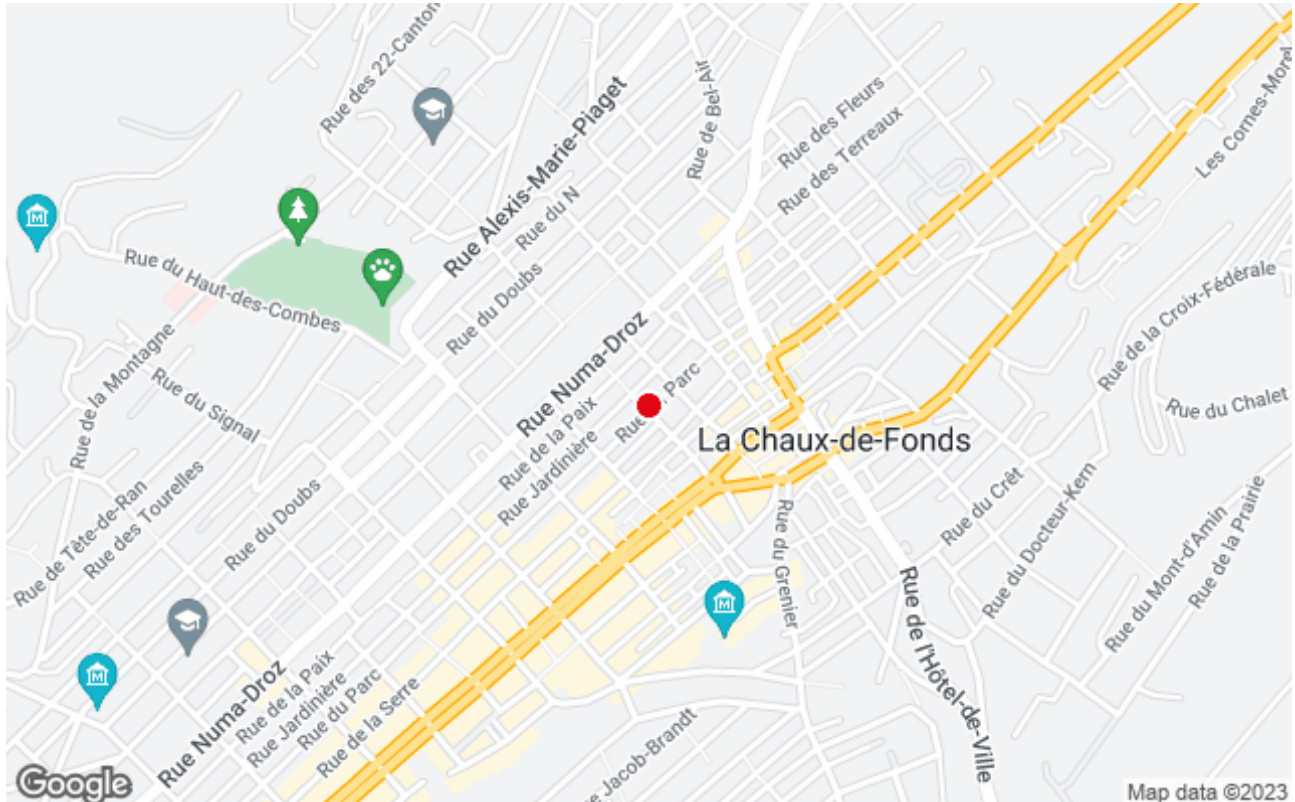 Rue des 22-Canton
Rue Alexis-Marie-Piaget
Rue de Bel-Air
Rue des Fleurs
Rue des Terreaux
Les Cornes-Morel
Rue du N
Rue du Haut-des-Combes
Rue du Doubs
Rue de la Croix-Fédérale
Rue de la Montagne
Rue Numa-Droz
Rue du Signal
Rue de la Paix
Rue Parc
Rue du Chalet
Rue Jardinière
La Chaux-de-Fonds
Rue de Tête-de-Ran
Rue des Tourelles
Rue du Doubs
Rue du Grenier
Rue du Crêt
Rue du Docteur-Kern
Rue du Mont-d'Amin
Rue de la Prairie
Rue de l'Hôtel-de-Ville
Rue Numa-Droz
Rue de la Paix
Rue Jardinière
Rue du Parc
Rue de la Serre
Jacob-Brandt
Google
Map data ©2023